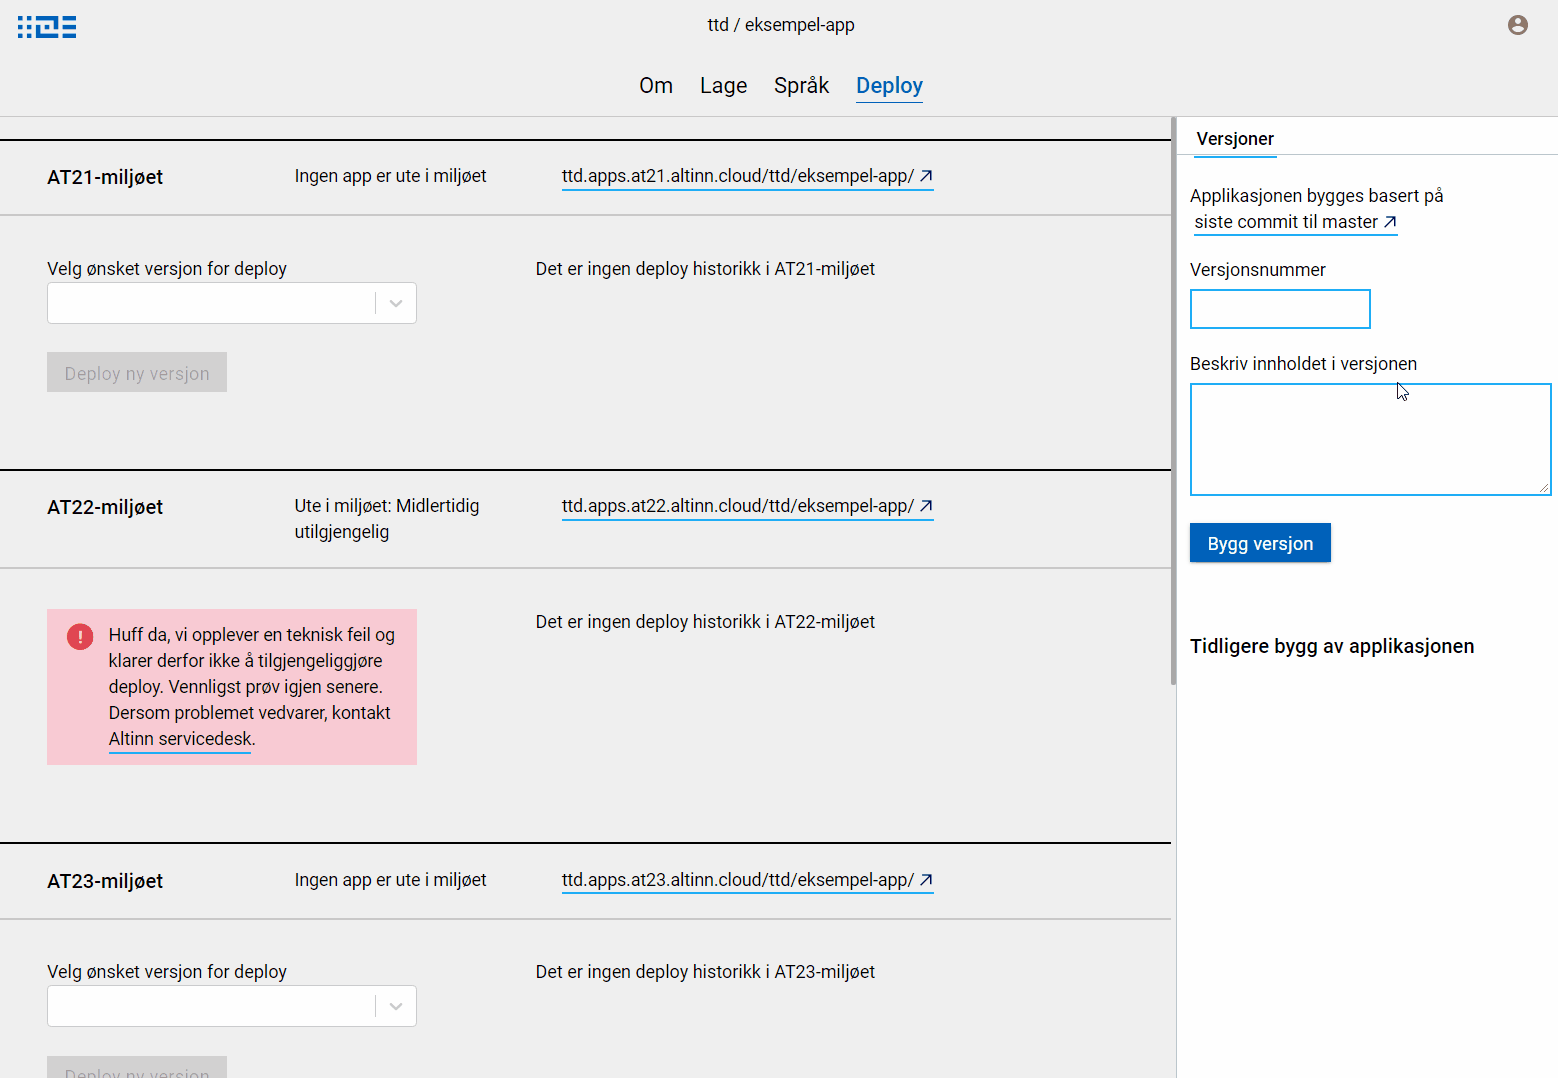 ttd / eksempel-app
Om Lage Språk Deploy
AT21-miljøet
Ingen app er ute i miljøet
ttd.apps.at21.altinn.cloud/ttd/eksempel-app/
Velg ønsket versjon for deploy
Det er ingen deploy historikk i AT21-miljøet
Deploy ny versjon
AT22-miljøet
Ute i miljøet: Midlertidig
utilgjengelig
ttd.apps.at22.altinn.cloud/ttd/eksempel-app/
Huff da, vi opplever en teknisk feil og
klarer derfor ikke å tilgjengeliggjøre
deploy. Vennligst prøv igjen senere.
Dersom problemet vedvarer, kontakt
Altinn servicedesk.
Det er ingen deploy historikk i AT22-miljøet
AT23-miljøet
Ingen app er ute i miljøet
ttd.apps.at23.altinn.cloud/ttd/eksempel-app/
Velg ønsket versjon for deploy
Det er ingen deploy historikk i AT23-miljøet
Deploy ny versjon
Versjoner
Applikasjonen bygges basert på
siste commit til master
Versjonsnummer
Beskriv innholdet i versjonen
Bygg versjon
Tidligere bygg av applikasjonen